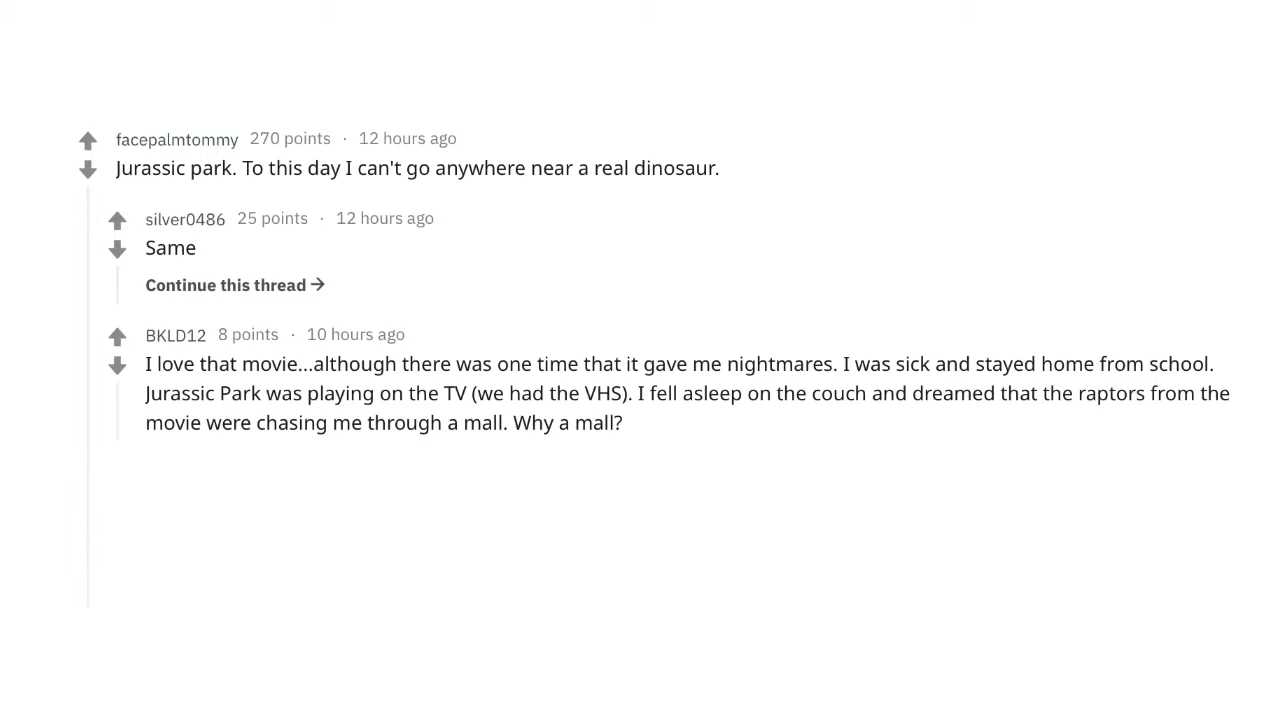 facepalmtommy 270 points · 12 hours ago
Jurassic park. To this day I can't go anywhere near a real dinosaur.
silver0486 25 points · 12 hours ago
Same
Continue this thread →
BKLD12 8 points · 10 hours ago
I love that movie...although there was one time that it gave me nightmares. I was sick and stayed home from school.
Jurassic Park was playing on the TV (we had the VHS). I fell asleep on the couch and dreamed that the raptors from the
movie were chasing me through a mall. Why a mall?